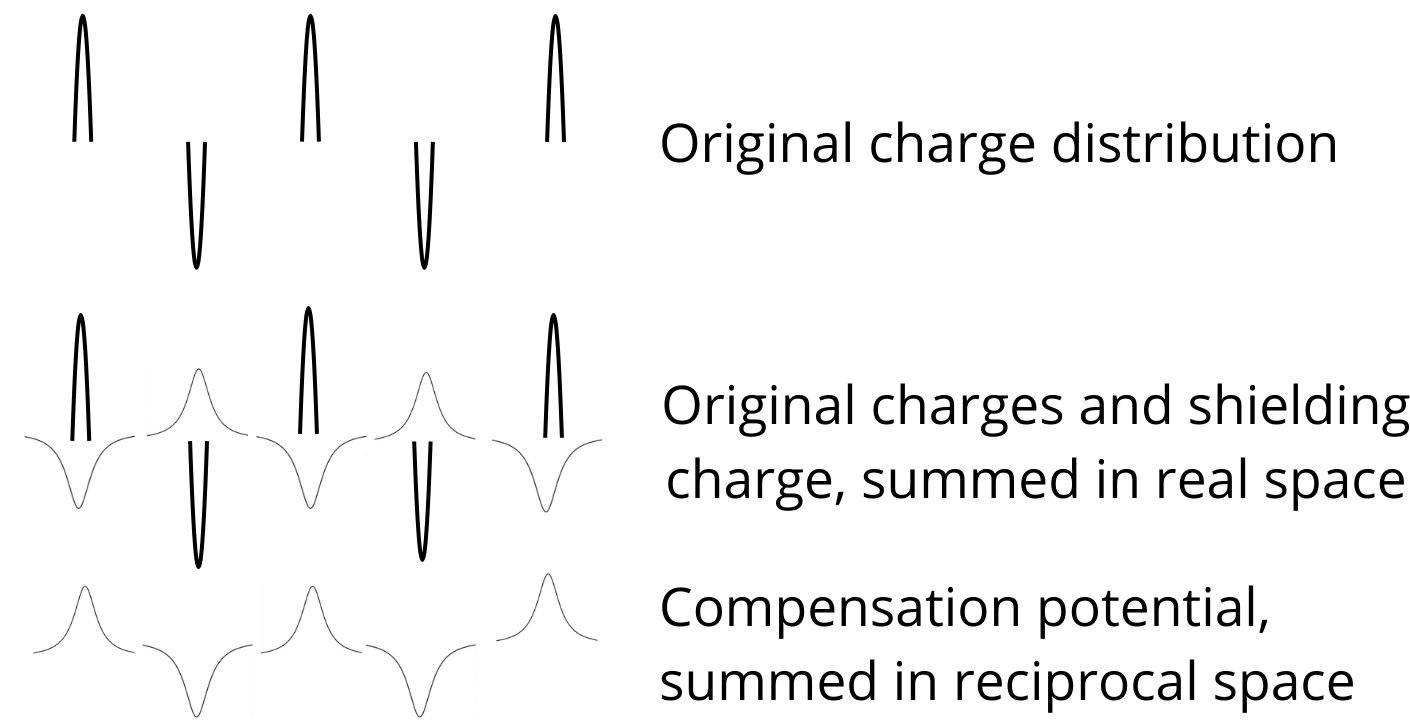 Original charge distribution
Original charges and shielding
charge, summed in real space
Compensation potential,
summed in reciprocal space